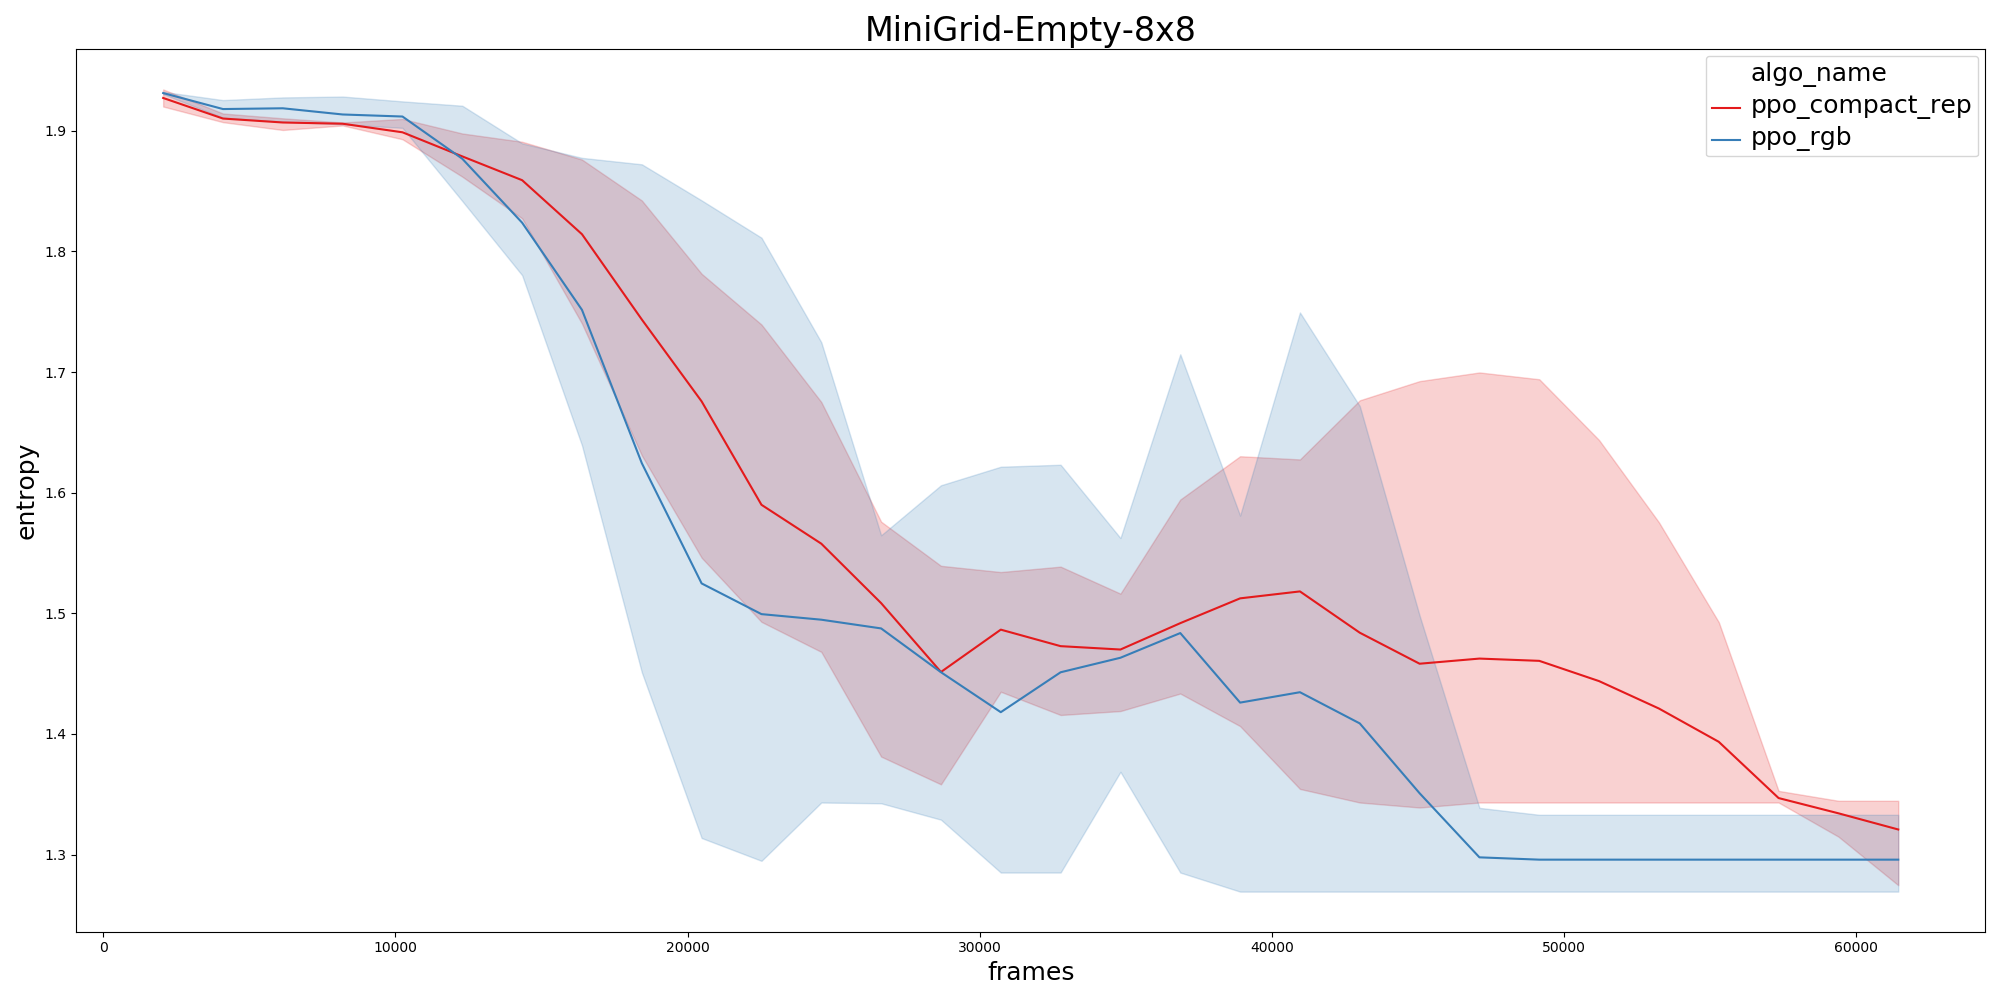 MiniGrid-Empty-8x8
algo_name
ppo_compact_rep
ppo_rgb
entropy
1.9
1.8
1.7
1.6
1.5
1.4
1.3
0 10000 20000 30000 40000 50000 60000
frames